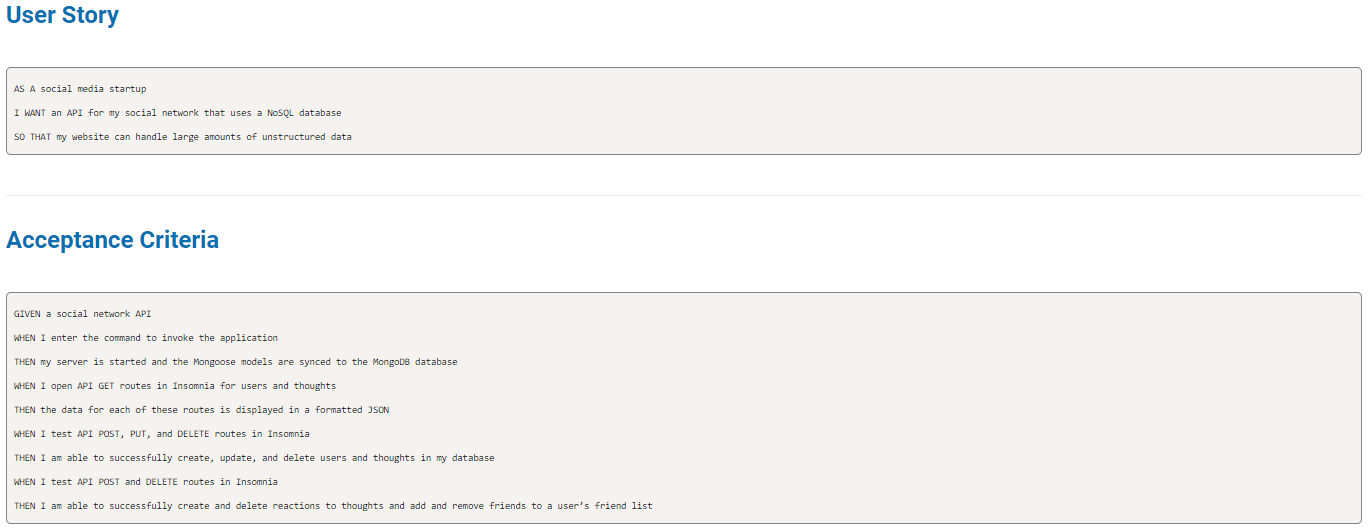 User Story
AS A social media startup
I WANT an API for my social network that uses a NoSQL database
SO THAT my website can handle large amounts of unstructured data
Acceptance Criteria
GIVEN a social network API
WHEN I enter the command to invoke the application
THEN my server is started and the Mongoose models are synced to the MongoDB database
WHEN I open API GET routes in Insomnia for users and thoughts
THEN the data for each of these routes is displayed in a formatted JSON
WHEN I test API POST, PUT, and DELETE routes in Insomnia
THEN I am able to successfully create, update, and delete users and thoughts in my database
WHEN I test API POST and DELETE routes in Insomnia
THEN I am able to successfully create and delete reactions to thoughts and add and remove friends to a user’s friend list